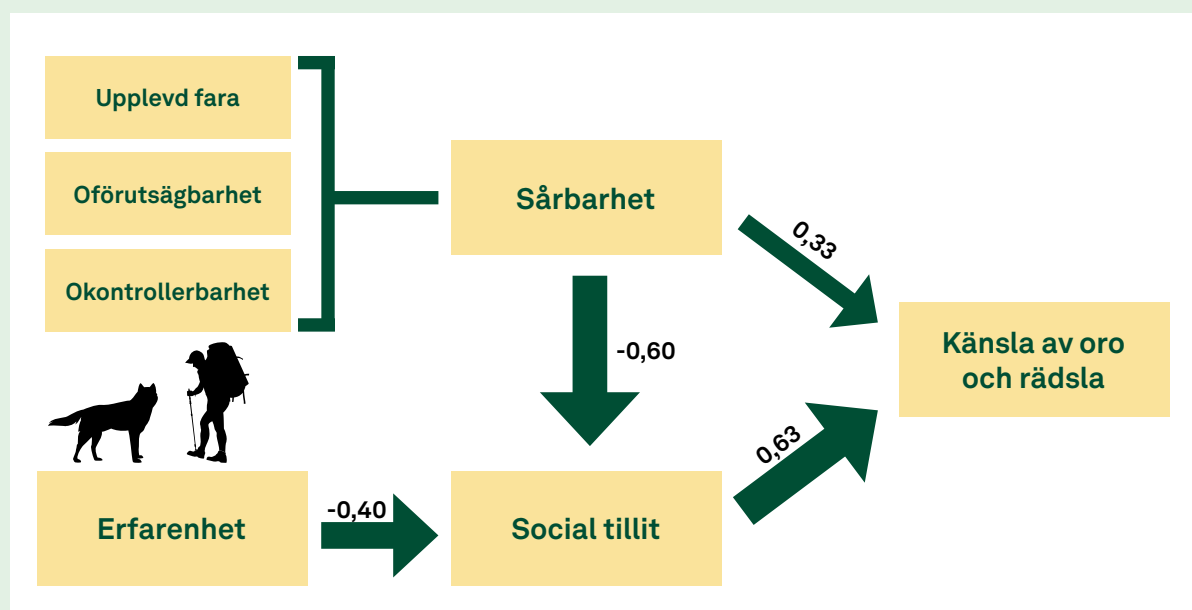 Upplevd fara
Oförutsägbarhet
Okontrollerbarhet
Sårbarhet
0,33
-0,60
Känsla av oro
och rädsla
0,63
Erfarenhet
-0,40
Social tillit